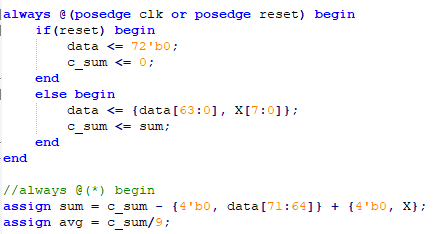 always @(posedge clk or posedge reset) begin
    if(reset) begin
        data <= 72'b0;
        c_sum <= 0;
    end
    else begin
        data <= {data[63:0], X[7:0]};
        c_sum <= sum;
    end
end

//always @(*) begin
assign sum = c_sum - {4'b0, data[71:64]} + {4'b0, X};
assign avg = c_sum/9;